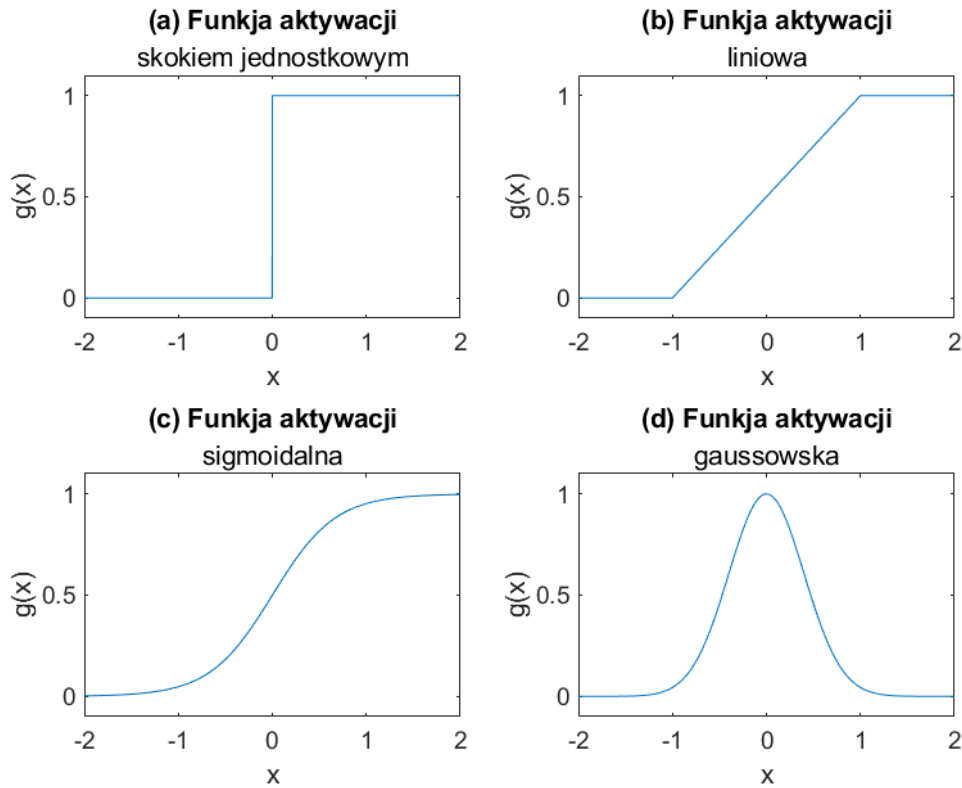 (a) Funkja aktywacji
skokiem jednostkowym
1
0.5
0
g(x)
-2 -1 0 1 2
x
(b) Funkja aktywacji
liniowa
1
0.5
0
g(x)
-2 -1 0 1 2
x
(c) Funkja aktywacji
sigmoidalna
1
0.5
0
g(x)
-2 -1 0 1 2
x
(d) Funkja aktywacji
gaussowska
1
0.5
0
g(x)
-2 -1 0 1 2
x